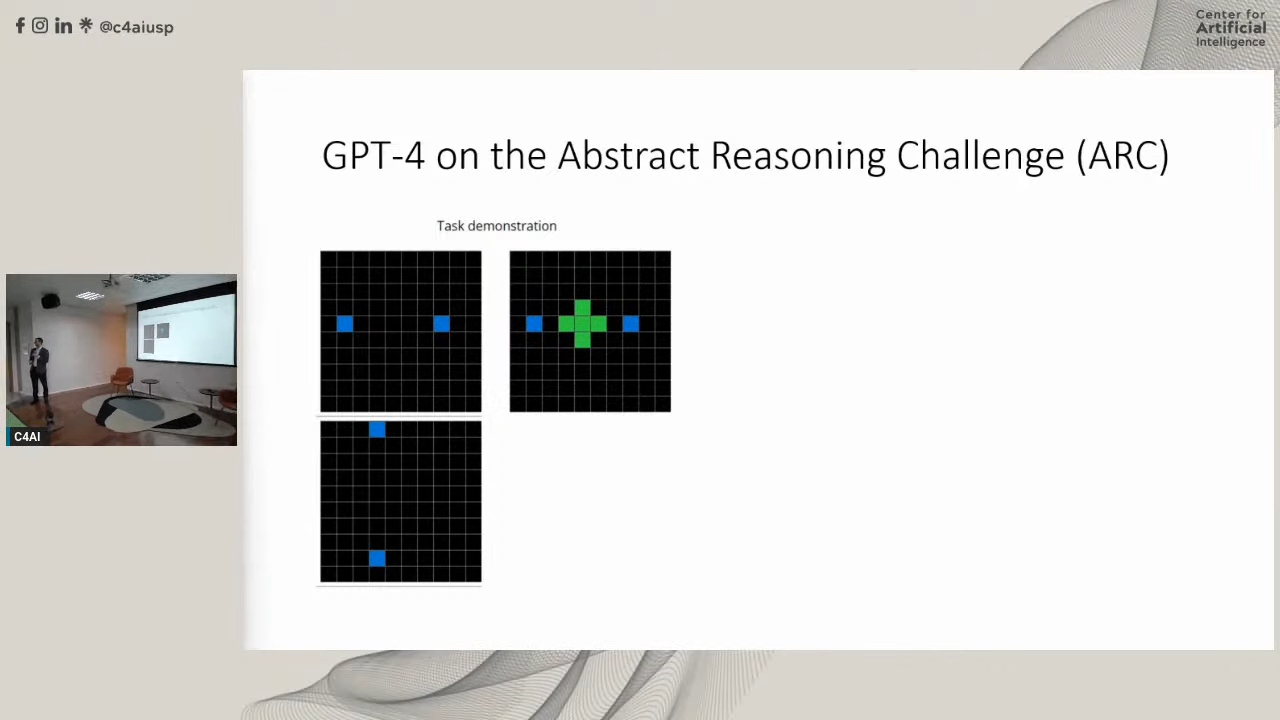 @c4aiusp
Center for
Artificial
Intelligence
GPT-4 on the Abstract Reasoning Challenge (ARC)
Task demonstration
C4AI